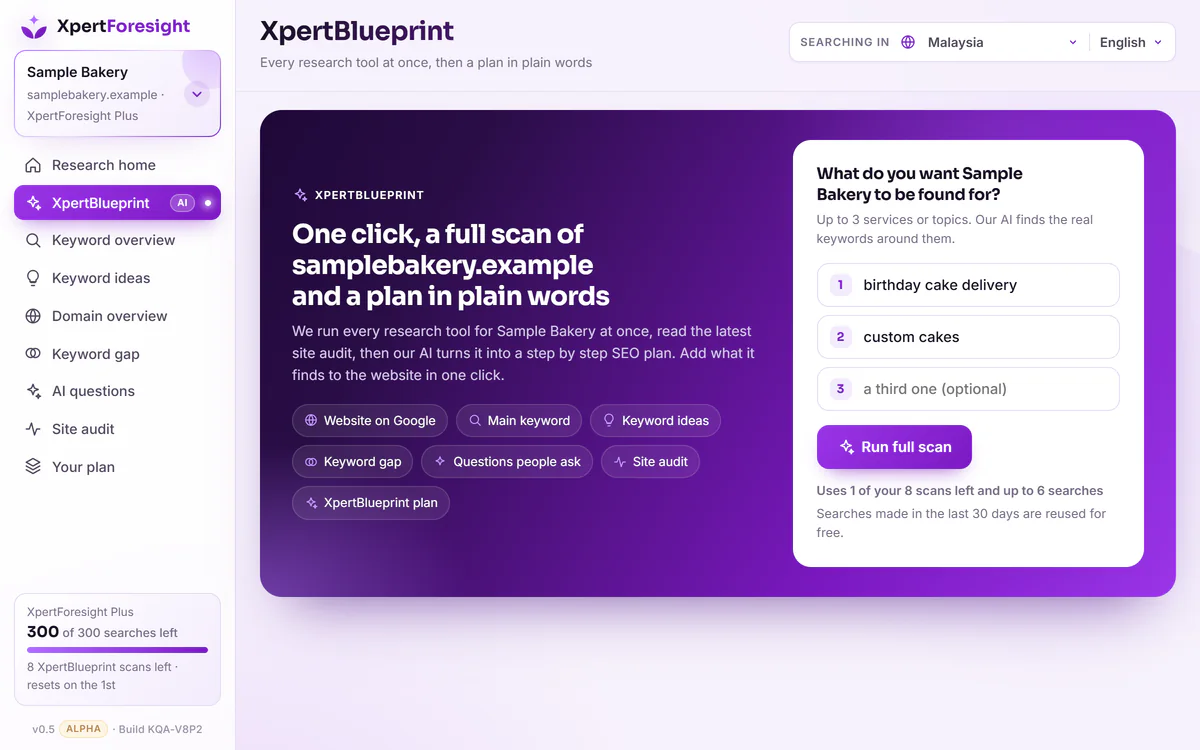 XpertForesight
Sample Bakery
samplebakery.example ·
XpertForesight Plus
Research home
XpertBlueprint AI
Keyword overview
Keyword ideas
Domain overview
Keyword gap
AI questions
Site audit
Your plan
XpertForesight Plus
300 of 300 searches left
8 XpertBlueprint scans left ·
resets on the 1st
v0.5 ALPHA · Build KQA-V8P2
XpertBlueprint
Every research tool at once, then a plan in plain words
SEARCHING IN Malaysia English
XPERTBLUEPRINT
One click, a full scan of
samplebakery.example
and a plan in plain words
We run every research tool for Sample Bakery at once, read the latest
site audit, then our AI turns it into a step by step SEO plan. Add what it
finds to the website in one click.
Website on Google Main keyword Keyword ideas
Keyword gap Questions people ask Site audit
XpertBlueprint plan
What do you want Sample
Bakery to be found for?
Up to 3 services or topics. Our AI finds the real
keywords around them.
1 birthday cake delivery
2 custom cakes
3 a third one (optional)
Run full scan
Uses 1 of your 8 scans left and up to 6 searches
Searches made in the last 30 days are reused for
free.